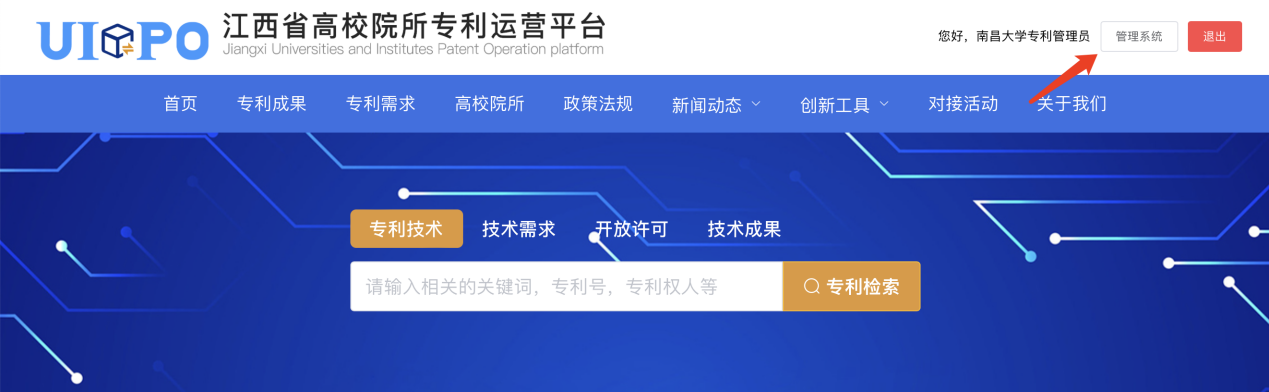 UIPO 江西省高校院所专利运营平台
Jiangxi Universities and Institutes Patent Operation platform
您好，南昌大学专利管理员 管理系统 退出
首页 专利成果 专利需求 高校院所 政策法规 新闻动态 创新工具 对接活动 关于我们
专利技术 技术需求 开放许可 技术成果
请输入相关的关键词，专利号，专利权人等 专利检索